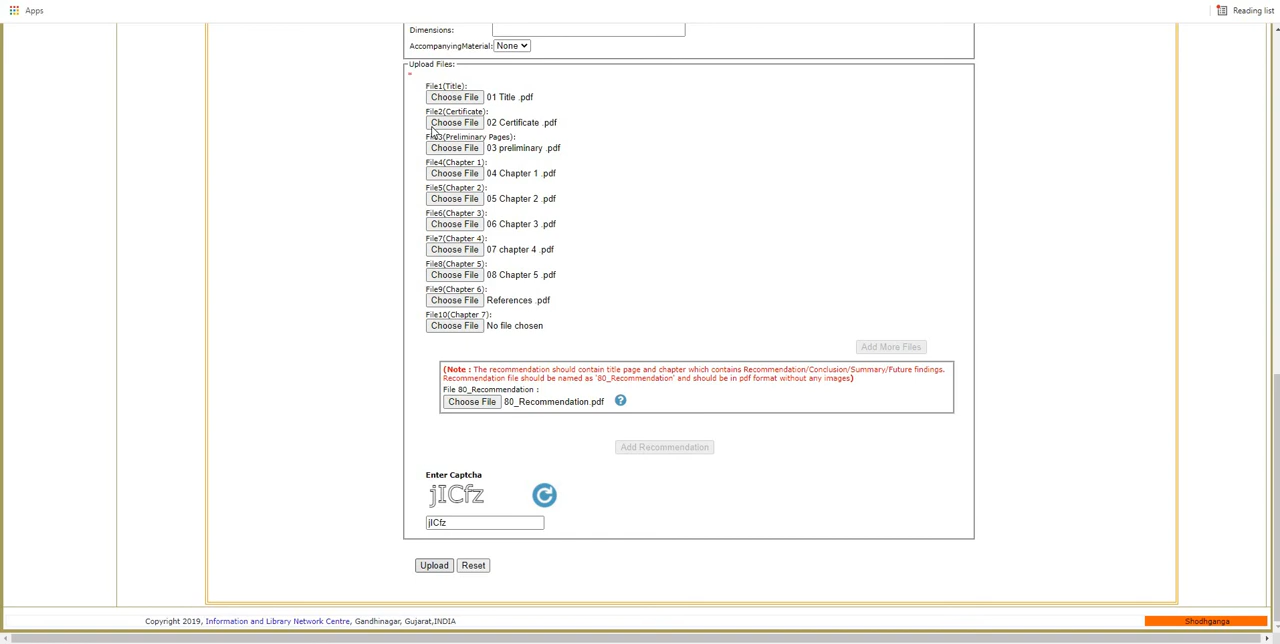 Apps
Reading list
Dimensions:
AccompanyingMaterial: None
Upload Files:
*
File1(Title):
Choose File 01 Title .pdf
File2(Certificate):
Choose File 02 Certificate .pdf
File3(Preliminary Pages):
Choose File 03 preliminary .pdf
File4(Chapter 1):
Choose File 04 Chapter 1 .pdf
File5(Chapter 2):
Choose File 05 Chapter 2 .pdf
File6(Chapter 3):
Choose File 06 Chapter 3 .pdf
File7(Chapter 4):
Choose File 07 chapter 4 .pdf
File8(Chapter 5):
Choose File 08 Chapter 5 .pdf
File9(Chapter 6):
Choose File References .pdf
File10(Chapter 7):
Choose File No file chosen
Add More Files
(Note : The recommendation should contain title page and chapter which contains Recommendation/Conclusion/Summary/Future findings.
Recommendation file should be named as '80_Recommendation' and should be in pdf format without any images)
File 80_Recommendation :
Choose File 80_Recommendation.pdf ?
Add Recommendation
Enter Captcha
jICfz
jICfz
Upload Reset
Copyright 2019, Information and Library Network Centre, Gandhinagar, Gujarat,INDIA
Shodhganga